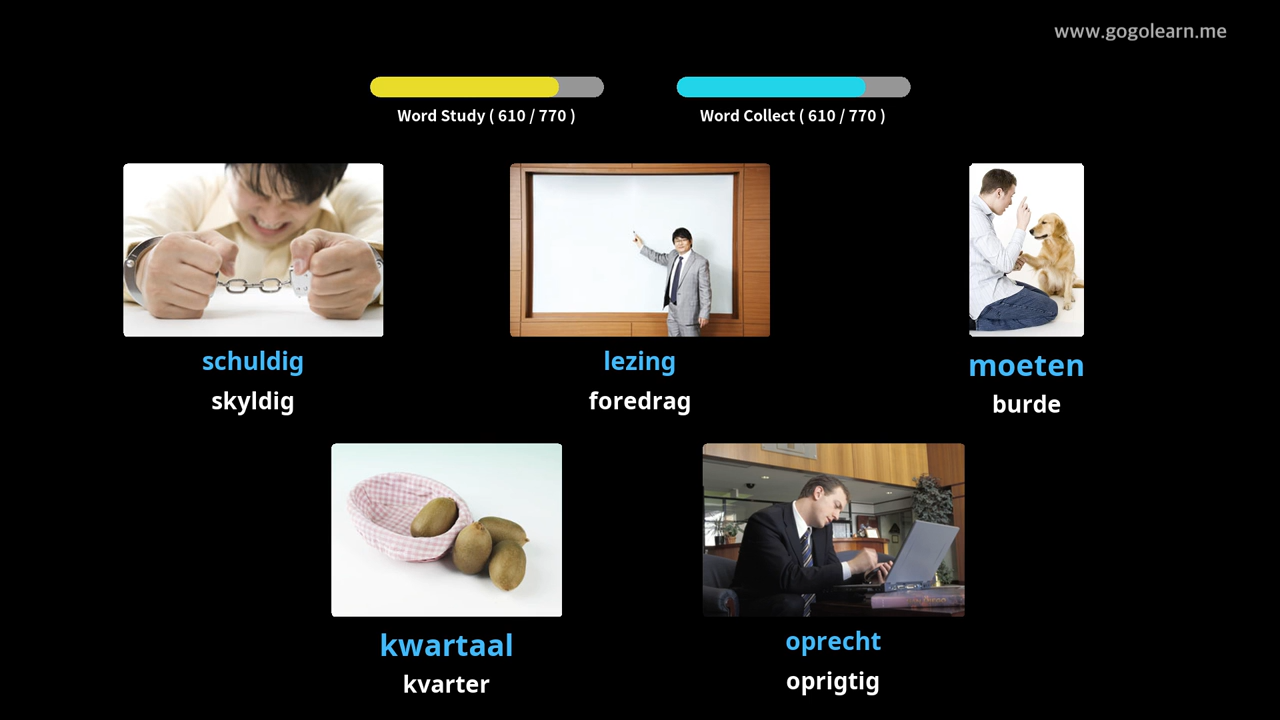 www.gogolearn.me
Word Study ( 610 / 770 )
Word Collect ( 610 / 770 )
schuldig
skyldig
lezing
foredrag
moeten
burde
kwartaal
kvarter
oprecht
oprigtig